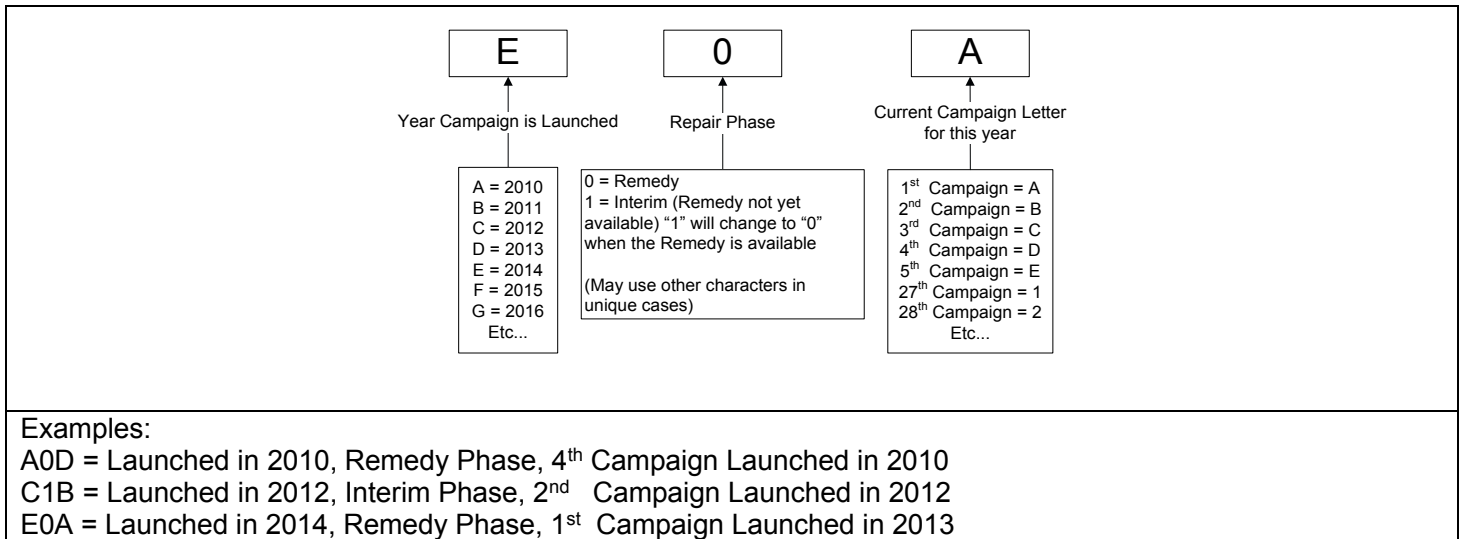 E
0
A
Year Campaign is Launched
Repair Phase
Current Campaign Letter
for this year
A = 2010
B = 2011
C = 2012
D = 2013
E = 2014
F = 2015
G = 2016
Etc...
0 = Remedy
1 = Interim (Remedy not yet
available) “1” will change to “0”
when the Remedy is available
(May use other characters in
unique cases)
1st Campaign = A
2nd Campaign = B
3rd Campaign = C
4th Campaign = D
5th Campaign = E
27th Campaign = 1
28th Campaign = 2
Etc...
Examples:
A0D = Launched in 2010, Remedy Phase, 4th Campaign Launched in 2010
C1B = Launched in 2012, Interim Phase, 2nd Campaign Launched in 2012
E0A = Launched in 2014, Remedy Phase, 1st Campaign Launched in 2013